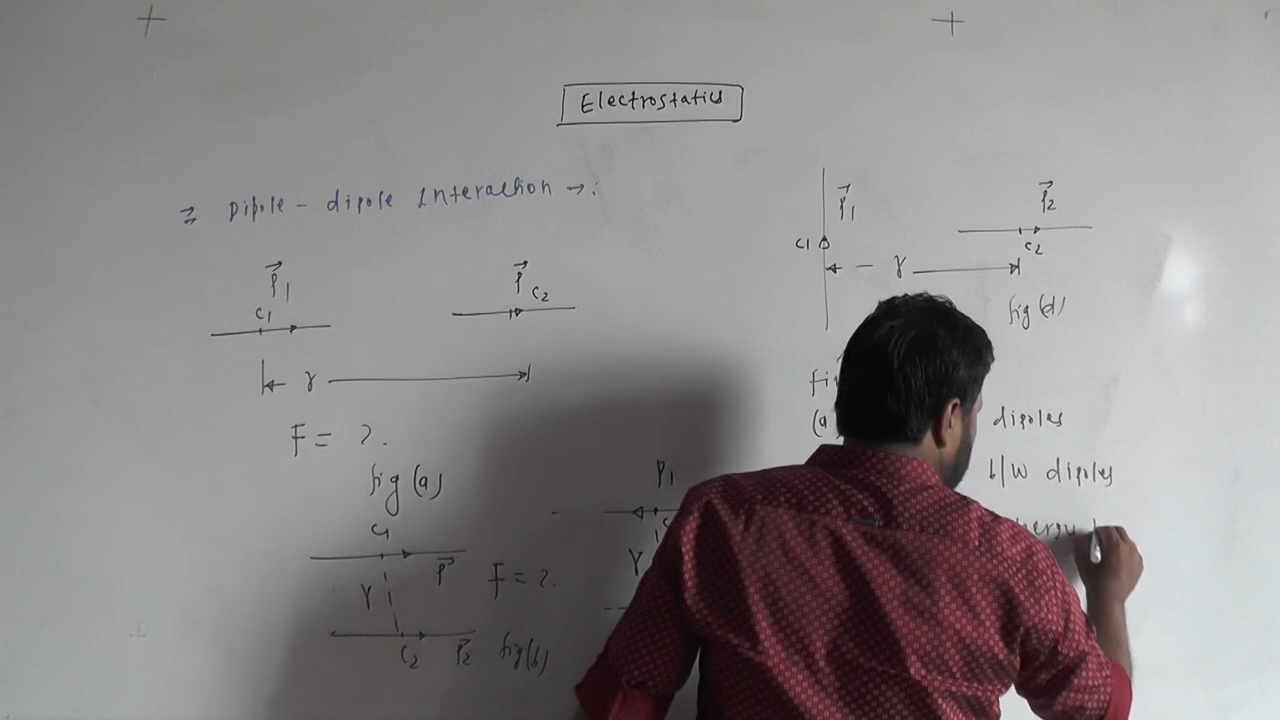 Electrostatics
⇒ Dipole - dipole Interaction →.
P⃗1
C1
P⃗
C2
r
F = ?.
fig (a)
C1
P⃗
r
F = ?.
C2 P⃗2 fig (b)
P1
r
P⃗1
C1
P⃗2
C2
r
fig (d)
(a
dipoles
b/w dipoles